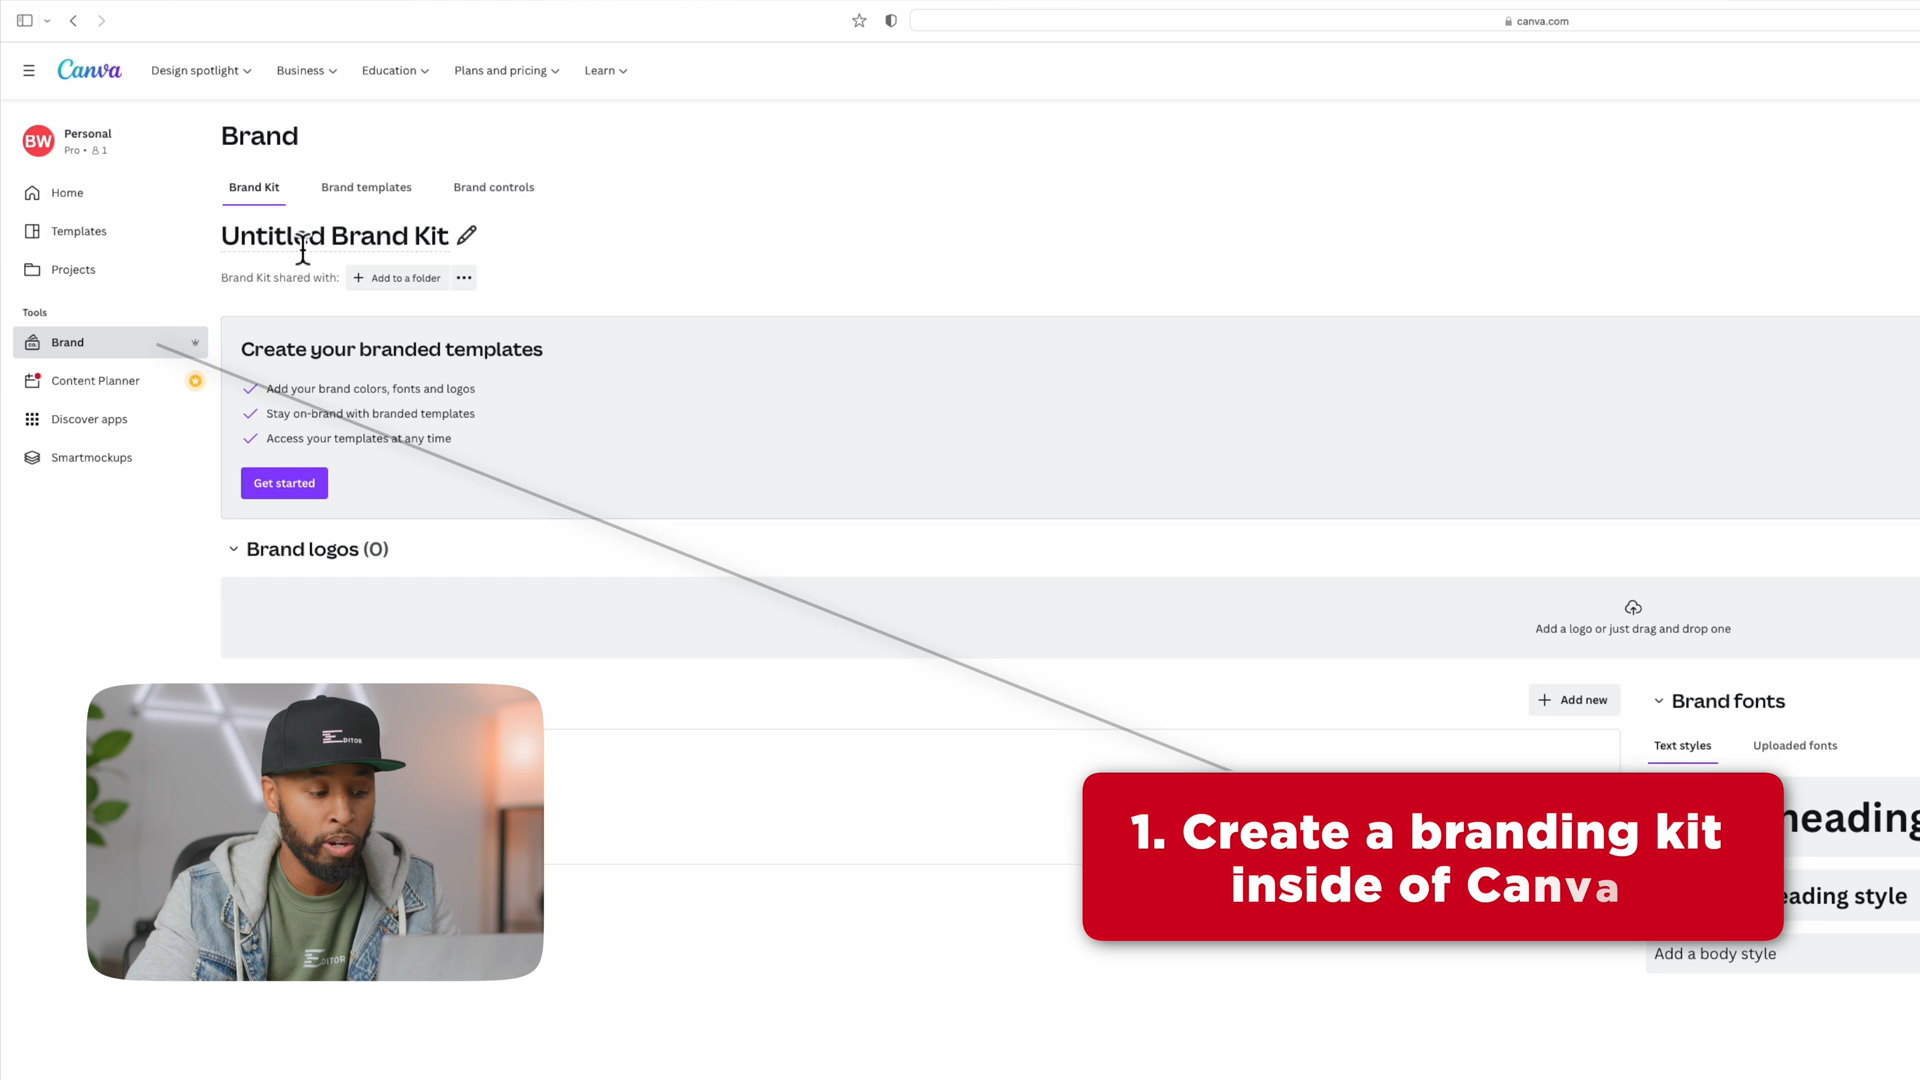 canva.com
Canva
Design spotlight
Business
Education
Plans and pricing
Learn
BW
Personal
Pro • 1
Home
Templates
Projects
Tools
Brand
Content Planner
Discover apps
Smartmockups
Brand
Brand Kit
Brand templates
Brand controls
Untitled Brand Kit
Brand Kit shared with:
+ Add to a folder
•••
Create your branded templates
Add your brand colors, fonts and logos
Stay on-brand with branded templates
Access your templates at any time
Get started
Brand logos (0)
Add a logo or just drag and drop one
+ Add new
Brand fonts
Text styles
Uploaded fonts
heading
eading style
Add a body style
1. Create a branding kit
inside of Canva
EDITOR
EDITOR